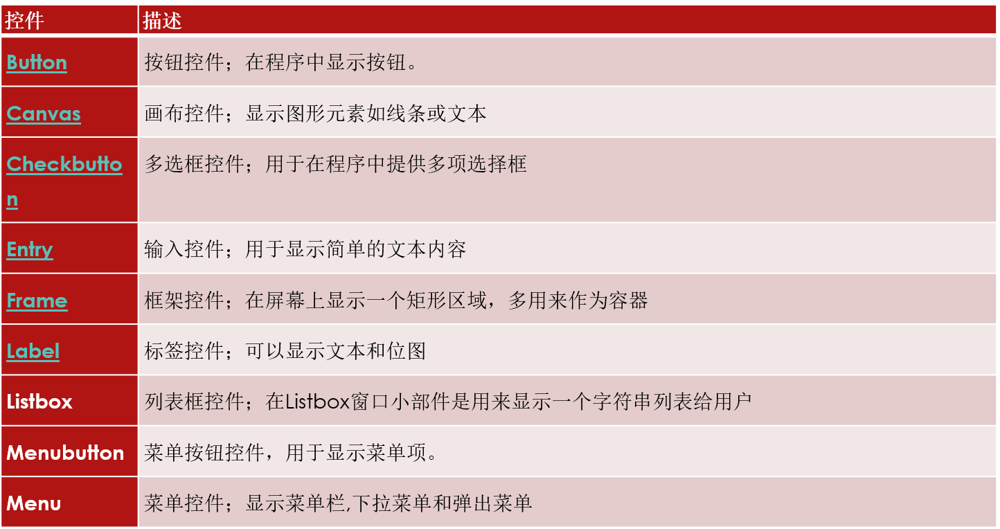 控件 描述
Button 按钮控件；在程序中显示按钮。
Canvas 画布控件；显示图形元素如线条或文本
Checkbutto 多选框控件；用于在程序中提供多项选择框
n
Entry 输入控件；用于显示简单的文本内容
Frame 框架控件；在屏幕上显示一个矩形区域，多用来作为容器
Label 标签控件；可以显示文本和位图
Listbox 列表框控件；在Listbox窗口小部件是用来显示一个字符串列表给用户
Menubutton 菜单按钮控件，用于显示菜单项。
Menu 菜单控件；显示菜单栏,下拉菜单和弹出菜单